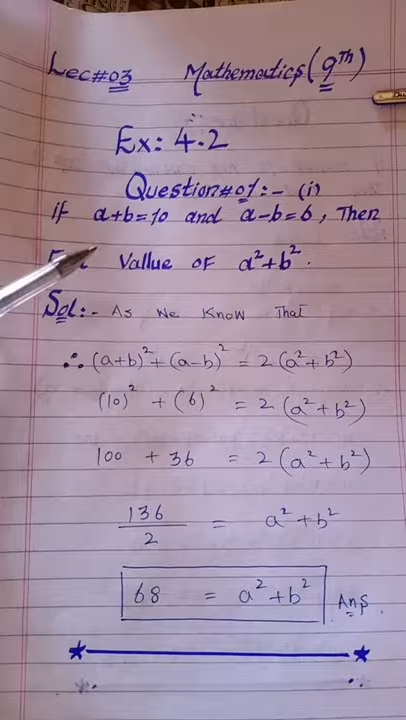 Lec#03 Mathematics (9Th)
Ex: 4.2
Question#01:- (i)
If a+b=10 and a-b=6, Then
Vallue OF a²+b².
Sol:- As We Know That
∴ (a+b)²+(a-b)² = 2(a²+b²)
(10)² + (6)² = 2(a²+b²)
100 + 36 = 2(a²+b²)
136/2 = a²+b²
68 = a²+b² Ans.